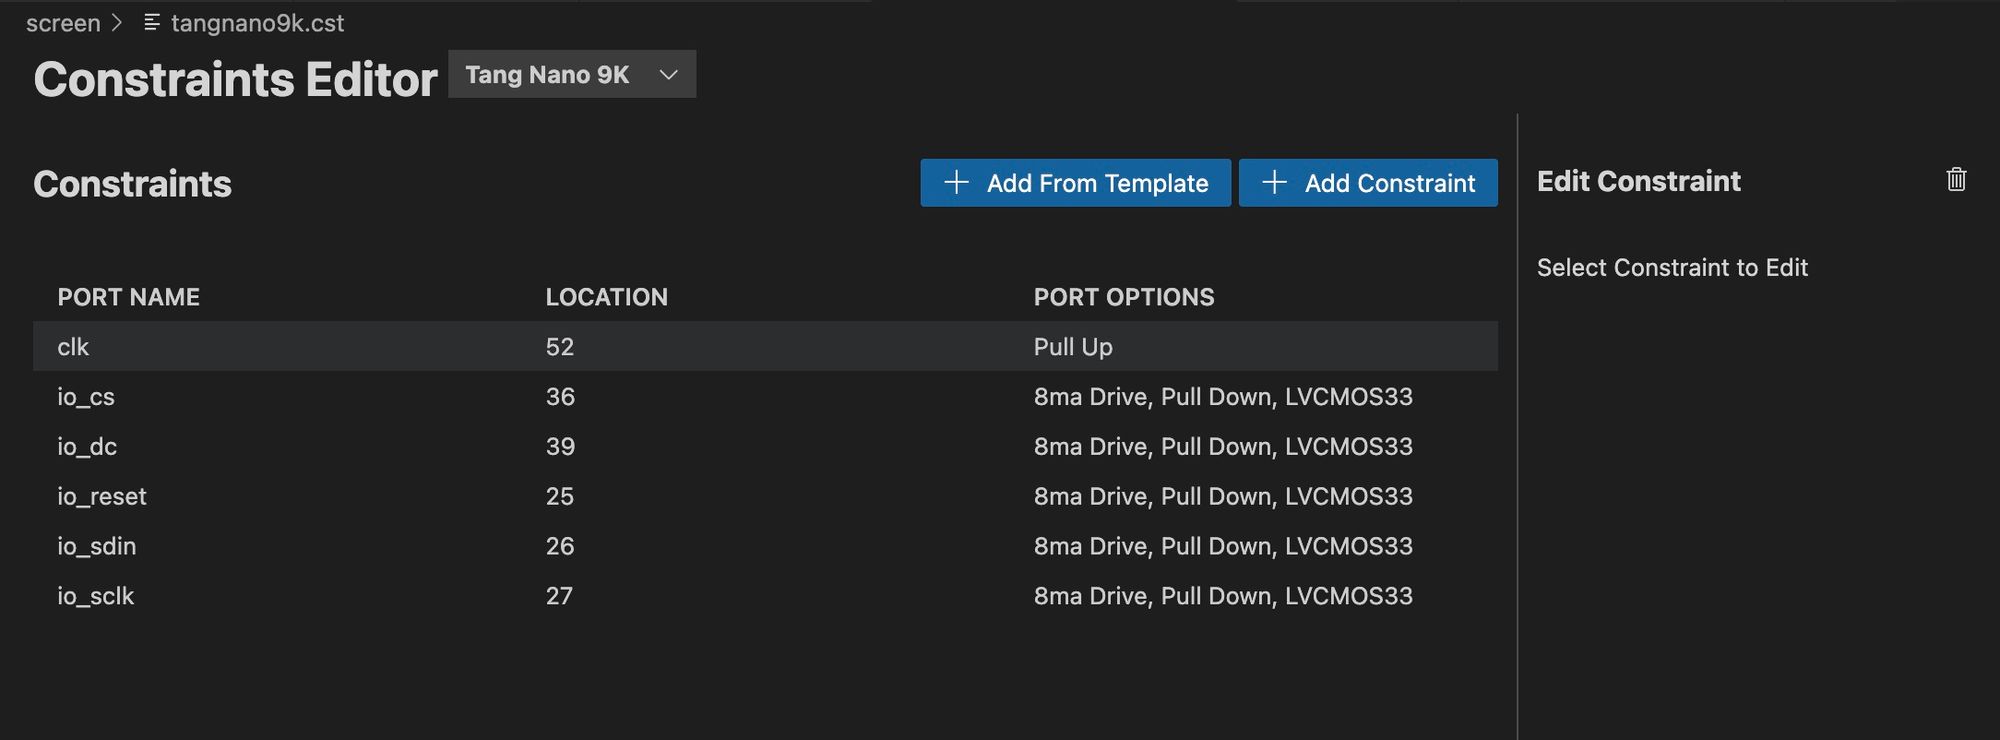 screen > tangnano9k.cst
Constraints Editor Tang Nano 9K
Constraints + Add From Template + Add Constraint
PORT NAME LOCATION PORT OPTIONS
clk 52 Pull Up
io_cs 36 8ma Drive, Pull Down, LVCMOS33
io_dc 39 8ma Drive, Pull Down, LVCMOS33
io_reset 25 8ma Drive, Pull Down, LVCMOS33
io_sdin 26 8ma Drive, Pull Down, LVCMOS33
io_sclk 27 8ma Drive, Pull Down, LVCMOS33
Edit Constraint
Select Constraint to Edit